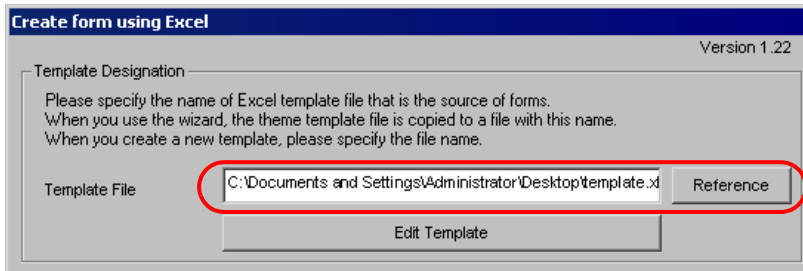 Create form using Excel
Version 1.22
Template Designation
Please specify the name of Excel template file that is the source of forms.
When you use the wizard, the theme template file is copied to a file with this name.
When you create a new template, please specify the file name.
Template File
C:\Documents and Settings\Administrator\Desktop\template.xl
Reference
Edit Template